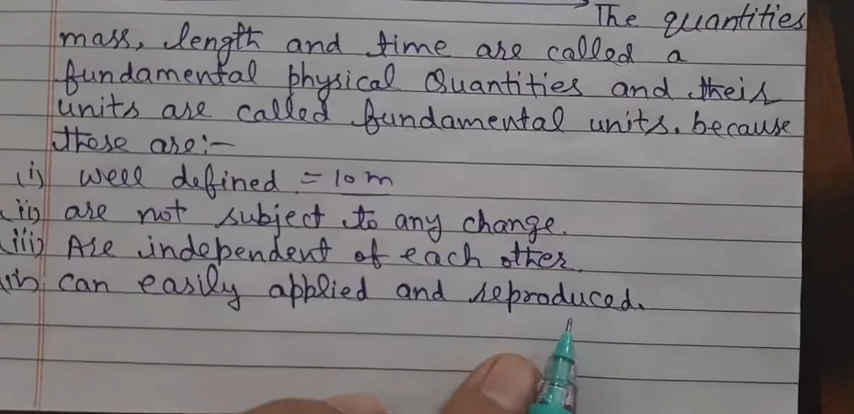 The quantities
mass, length and time are called a
fundamental physical Quantities and their
units are called fundamental units. because
these are:-
(i) well defined = 10 m
(ii) are not subject to any change.
(iii) Are independent of each other.
(iv) can easily applied and reproduced.